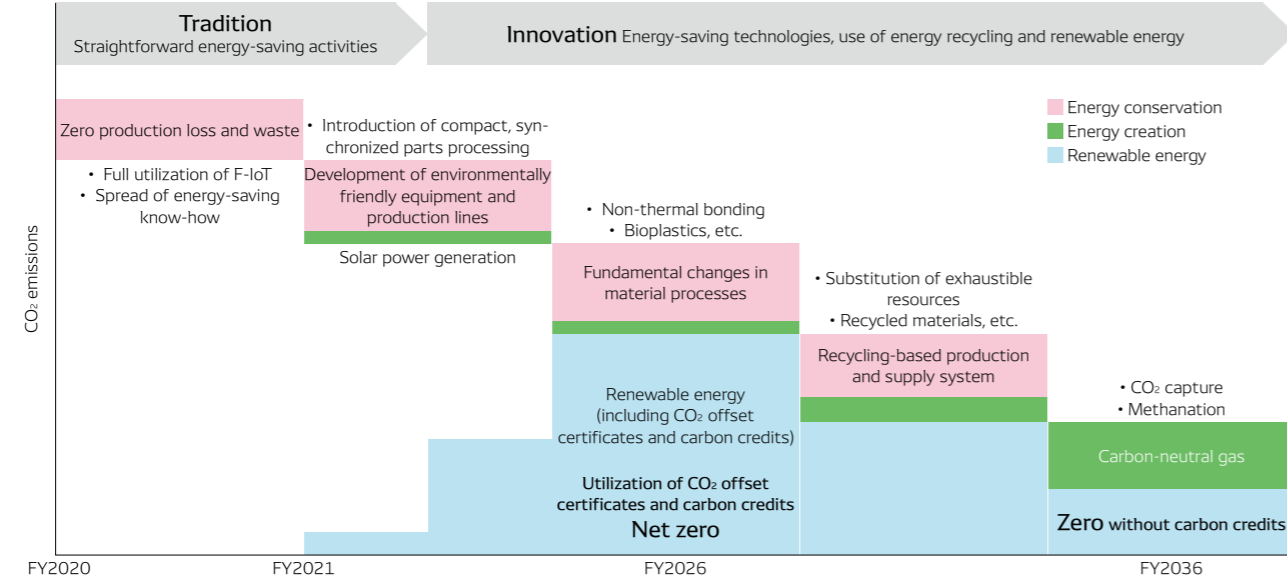 Tradition
Straightforward energy-saving activities
Innovation Energy-saving technologies, use of energy recycling and renewable energy
Energy conservation
Energy creation
Renewable energy
CO₂ emissions
Zero production loss and waste
• Full utilization of F-IoT
• Spread of energy-saving
know-how
• Introduction of compact, syn-
chronized parts processing
Development of environmentally
friendly equipment and
production lines
Solar power generation
• Non-thermal bonding
• Bioplastics, etc.
Fundamental changes in
material processes
Renewable energy
(including CO₂ offset
certificates and carbon credits)
Utilization of CO₂ offset
certificates and carbon credits
Net zero
• Substitution of exhaustible
resources
• Recycled materials, etc.
Recycling-based production
and supply system
• CO₂ capture
• Methanation
Carbon-neutral gas
Zero without carbon credits
FY2020
FY2021
FY2026
FY2036